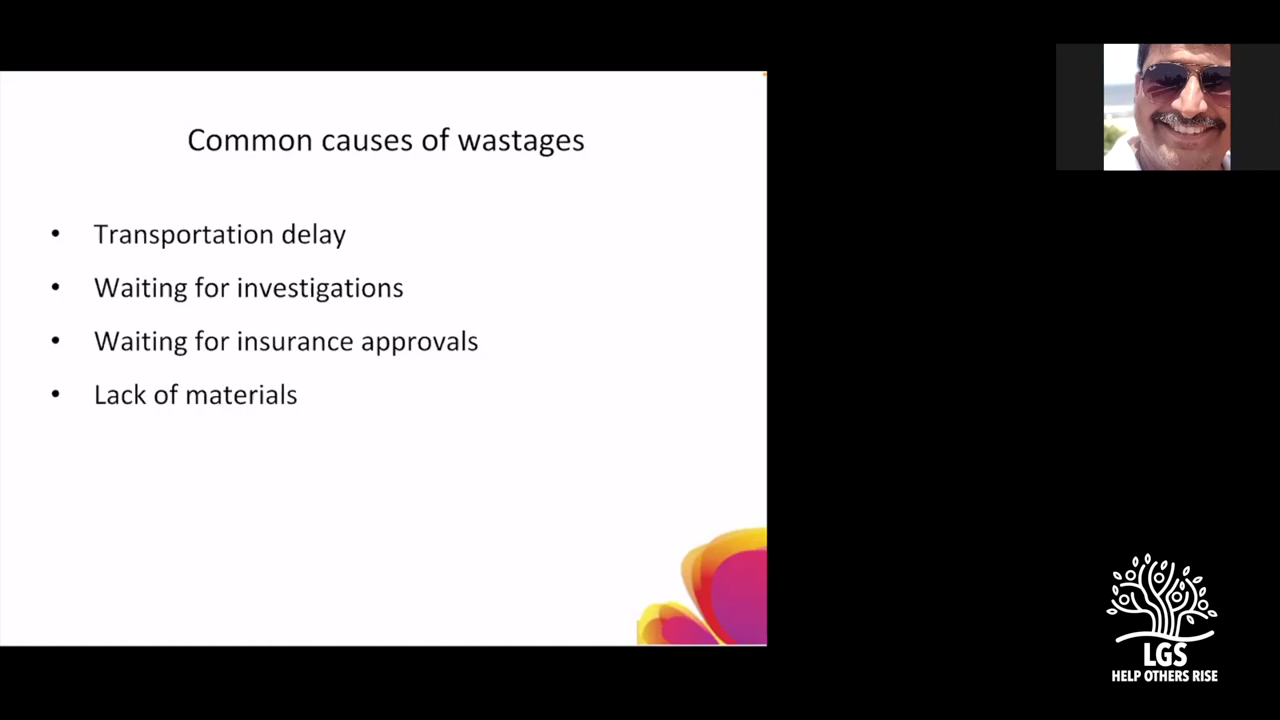 Common causes of wastages
• Transportation delay
• Waiting for investigations
• Waiting for insurance approvals
• Lack of materials
LGS
HELP OTHERS RISE